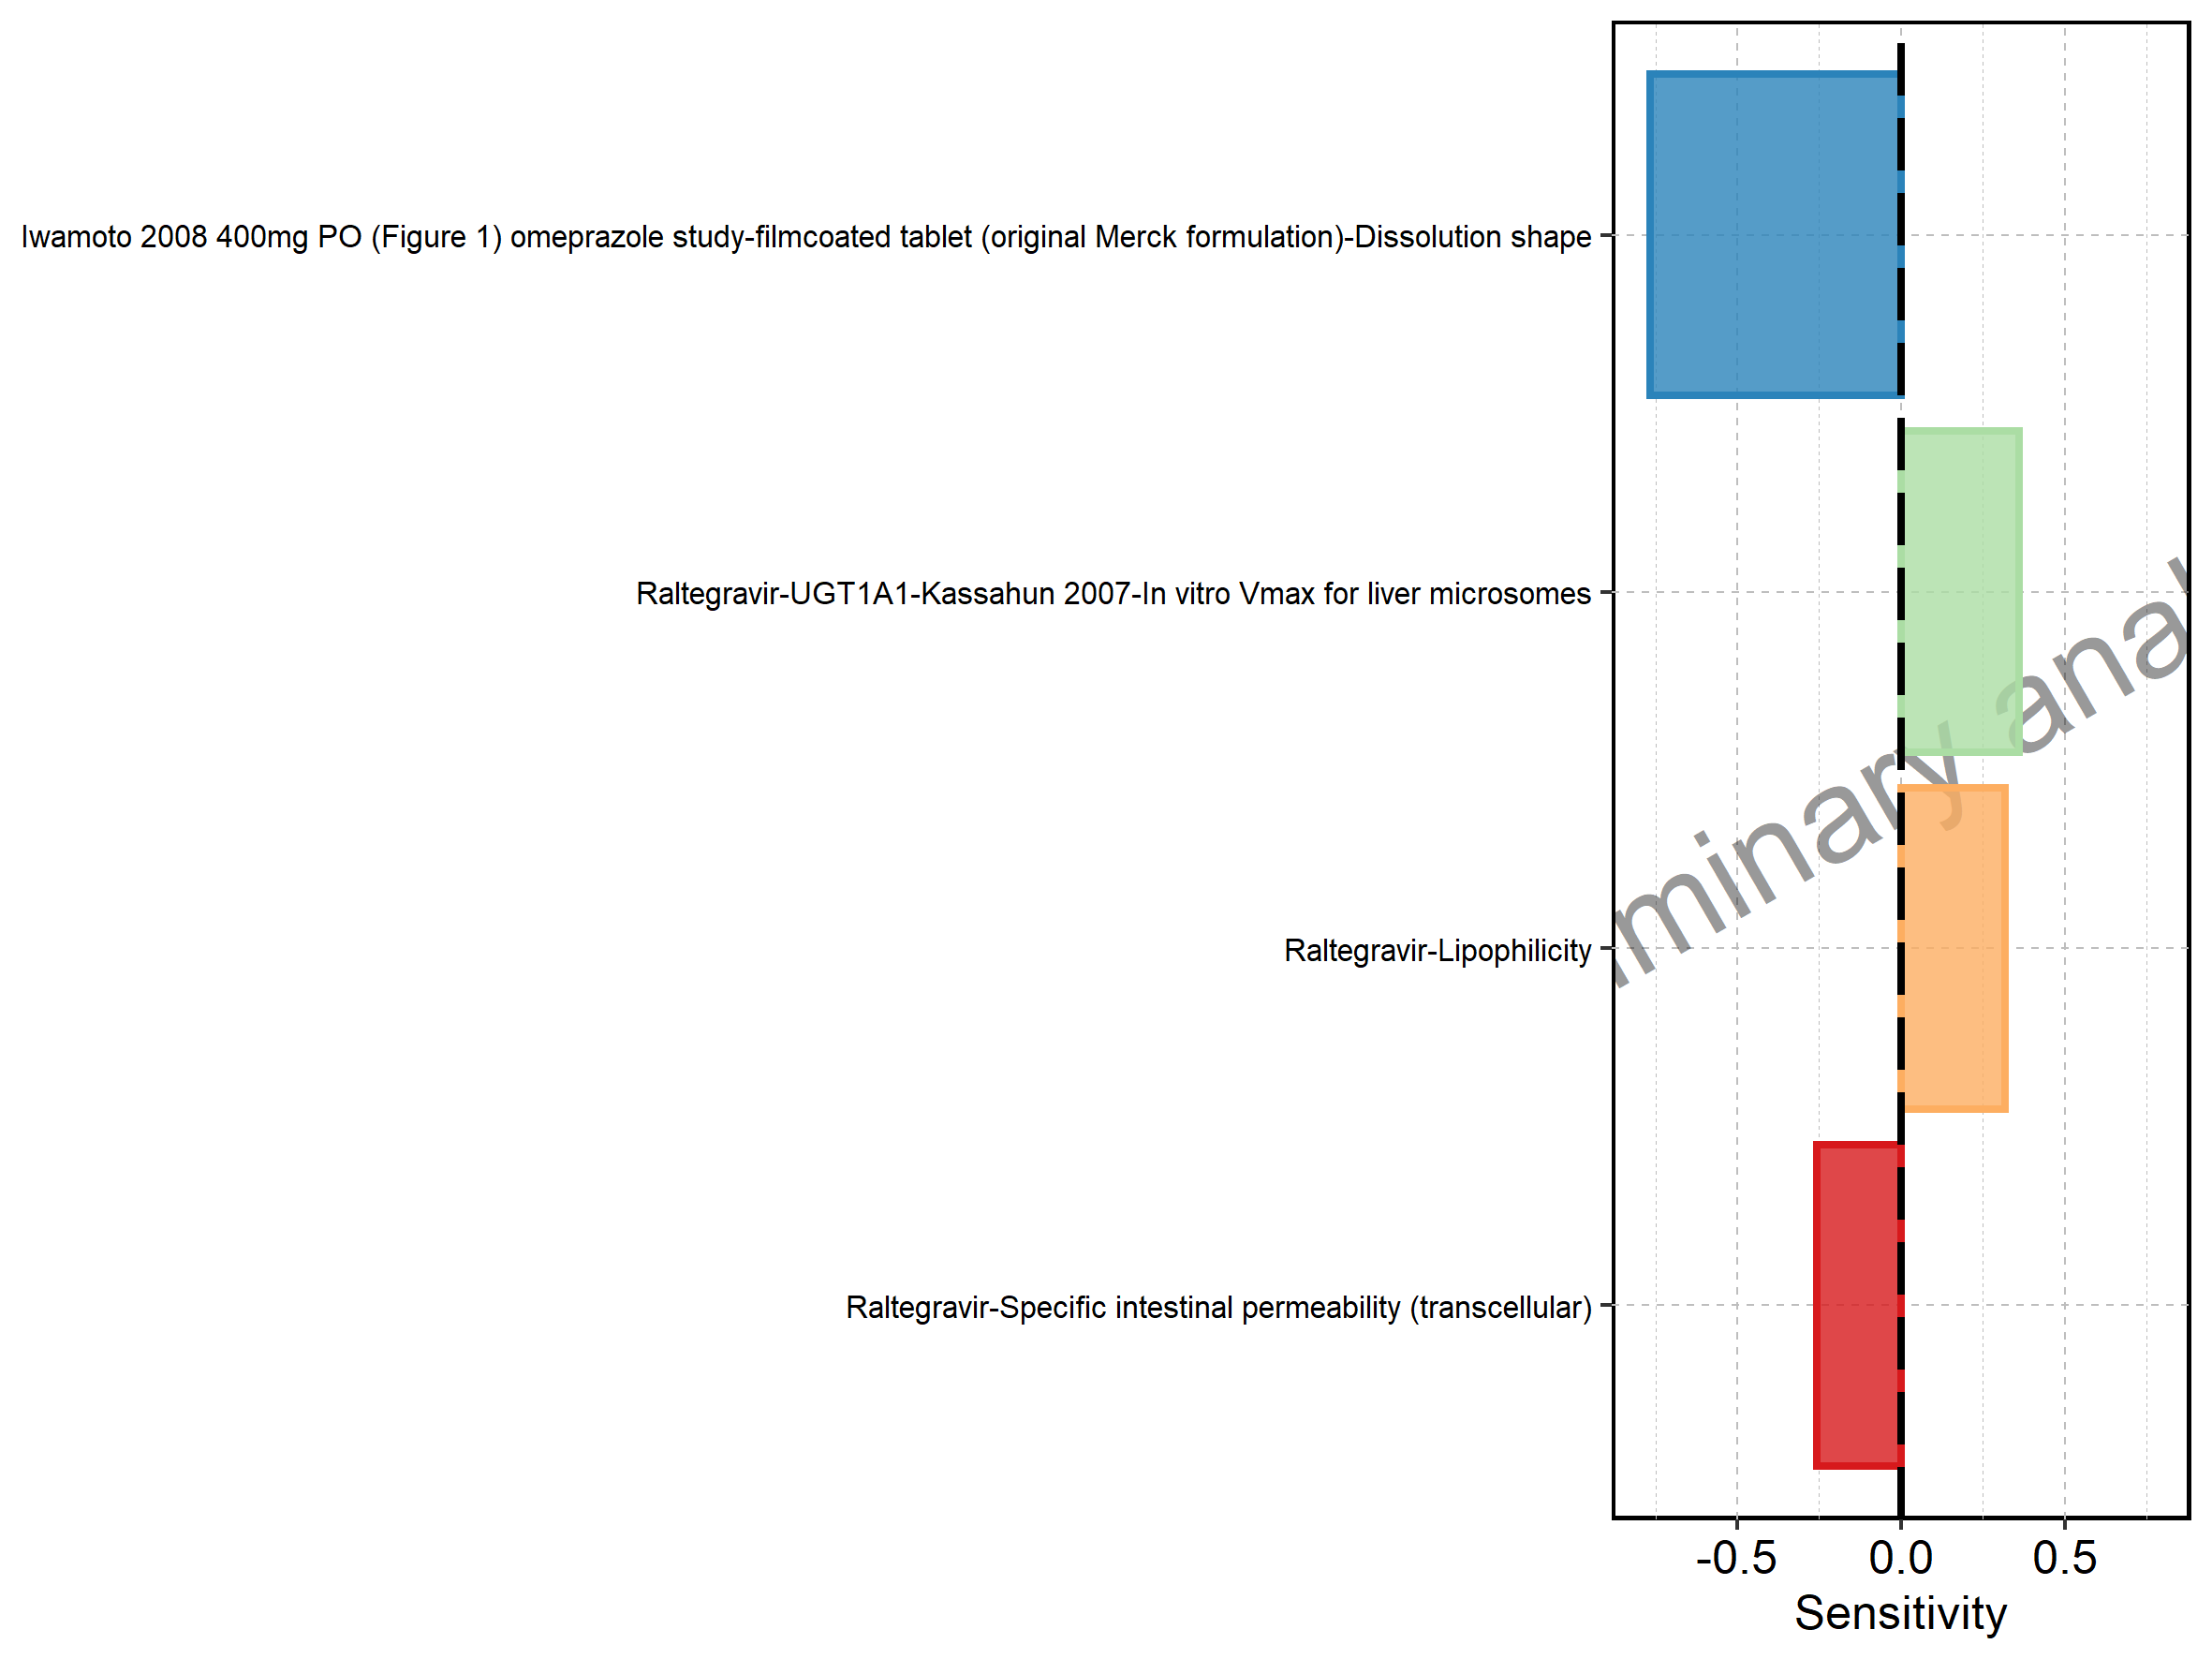 Iwamoto 2008 400mg PO (Figure 1) omeprazole study-filmcoated tablet (original Merck formulation)-Dissolution shape
Raltegravir-UGT1A1-Kassahun 2007-In vitro Vmax for liver microsomes
minary anal
Raltegravir-Lipophilicity
Raltegravir-Specific intestinal permeability (transcellular)
-0.5 0.0 0.5
Sensitivity